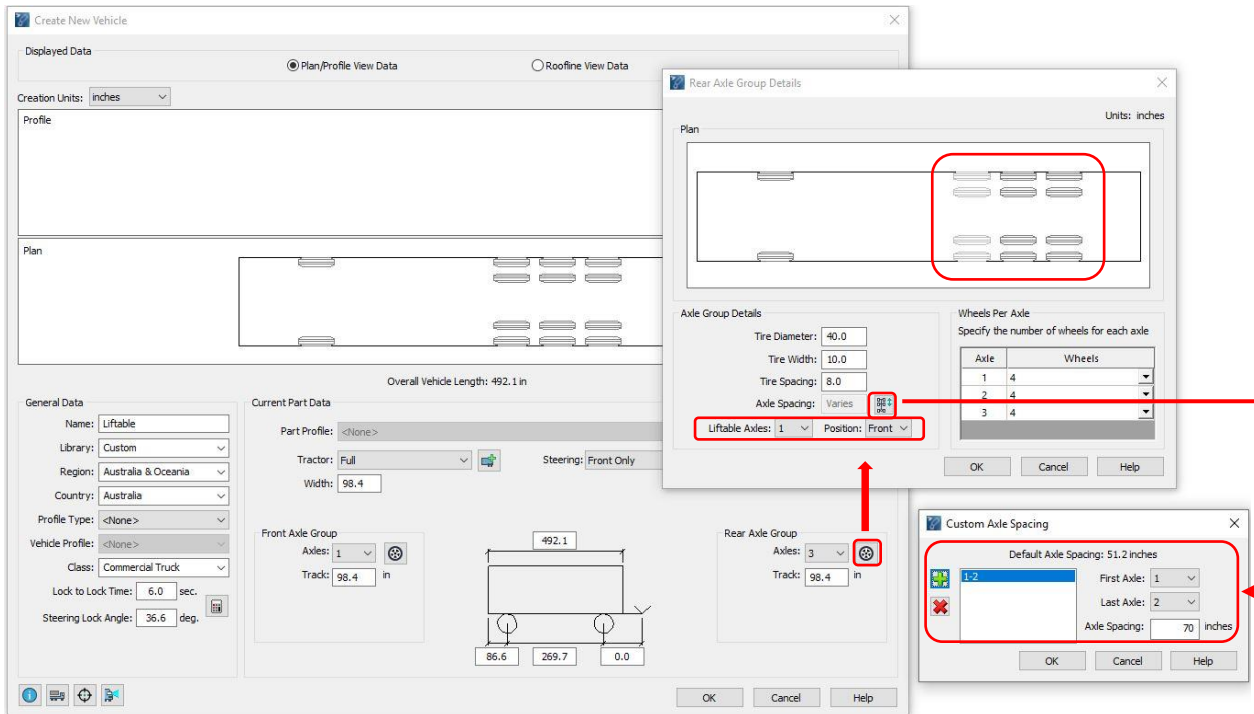 Create New Vehicle
Displayed Data
Plan/Profile View Data
Roofline View Data
Creation Units: inches
Profile
Plan
Overall Vehicle Length: 492.1 in
General Data
Name: Liftable
Library: Custom
Region: Australia & Oceania
Country: Australia
Profile Type: <None>
Vehicle Profile: <None>
Class: Commercial Truck
Lock to Lock Time: 6.0 sec.
Steering Lock Angle: 36.6 deg.
Current Part Data
Part Profile: <None>
Tractor: Full
Steering: Front Only
Width: 98.4
Front Axle Group
Axles: 1
Track: 98.4 in
492.1
86.6 269.7 0.0
Rear Axle Group
Axles: 3
Track: 98.4 in
OK Cancel Help
Rear Axle Group Details
Units: inches
Plan
Axle Group Details
Tire Diameter: 40.0
Tire Width: 10.0
Tire Spacing: 8.0
Axle Spacing: Varies
Liftable Axles: 1 Position: Front
Wheels Per Axle
Specify the number of wheels for each axle
Axle Wheels
1 4
2 4
3 4
OK Cancel Help
Custom Axle Spacing
Default Axle Spacing: 51.2 inches
1-2
First Axle: 1
Last Axle: 2
Axle Spacing: 70 inches
OK Cancel Help